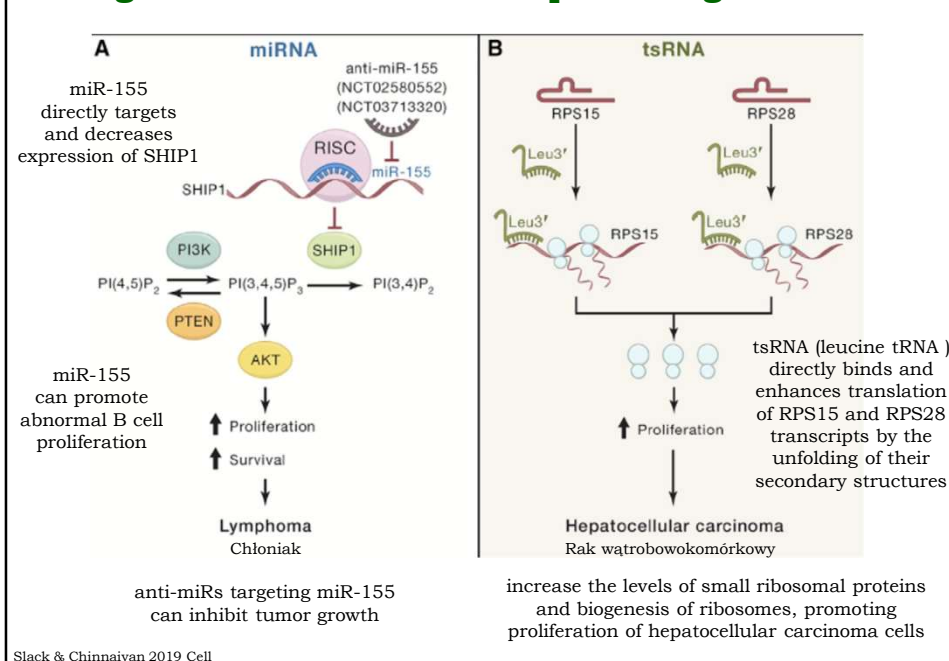 A
miRNA
miR-155
directly targets
and decreases
expression of SHIP1
anti-miR-155
(NCT02580552)
(NCT03713320)
RISC
miR-155
SHIP1
PI3K
SHIP1
PI(4,5)P₂
PI(3,4,5)P₃
PI(3,4)P₂
PTEN
AKT
miR-155
can promote
abnormal B cell
proliferation
Proliferation
Survival
Lymphoma
Chłoniak
anti-miRs targeting miR-155
can inhibit tumor growth
B
tsRNA
RPS15
RPS28
Leu3′
Leu3′
Leu3′
RPS15
Leu3′
RPS28
tsRNA (leucine tRNA )
directly binds and
enhances translation
of RPS15 and RPS28
transcripts by the
unfolding of their
secondary structures
Proliferation
Hepatocellular carcinoma
Rak wątrobowokomórkowy
increase the levels of small ribosomal proteins
and biogenesis of ribosomes, promoting
proliferation of hepatocellular carcinoma cells
Slack & Chinnaiyan 2019 Cell